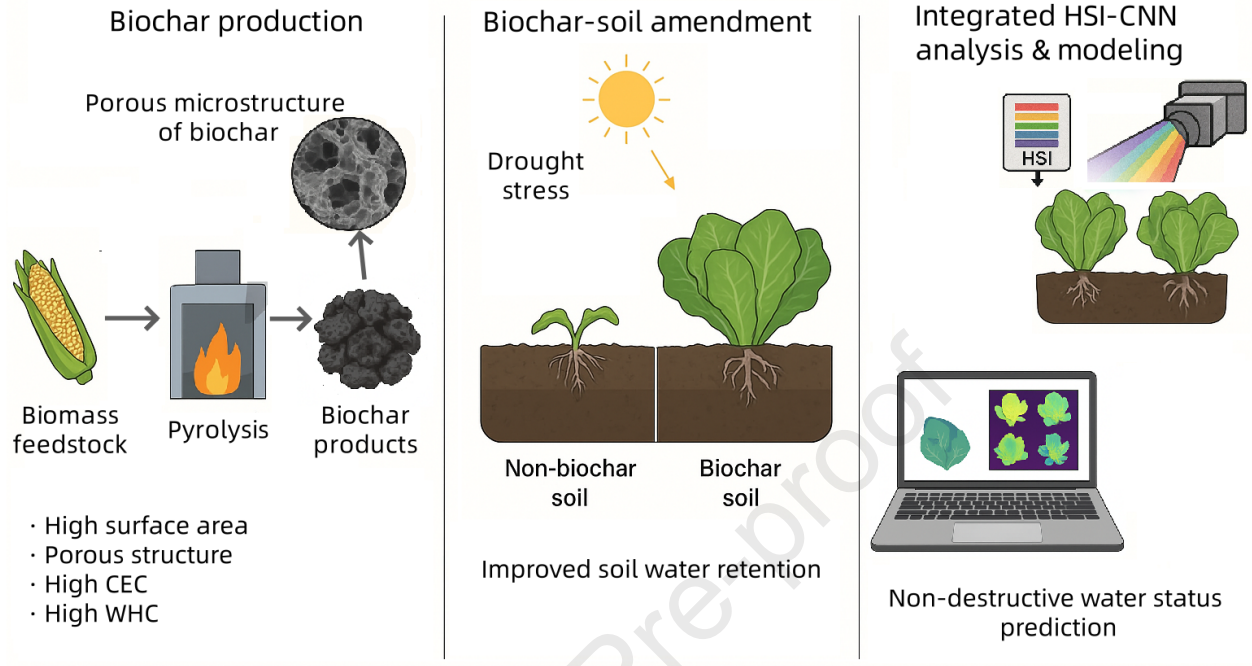 Biochar production
Porous microstructure
of biochar
Biomass
feedstock
Pyrolysis
Biochar
products
· High surface area
· Porous structure
· High CEC
· High WHC
Biochar-soil amendment
Drought
stress
Non-biochar
soil
Biochar
soil
Improved soil water retention
Integrated HSI-CNN
analysis & modeling
HSI
Non-destructive water status
prediction
Pre-proof